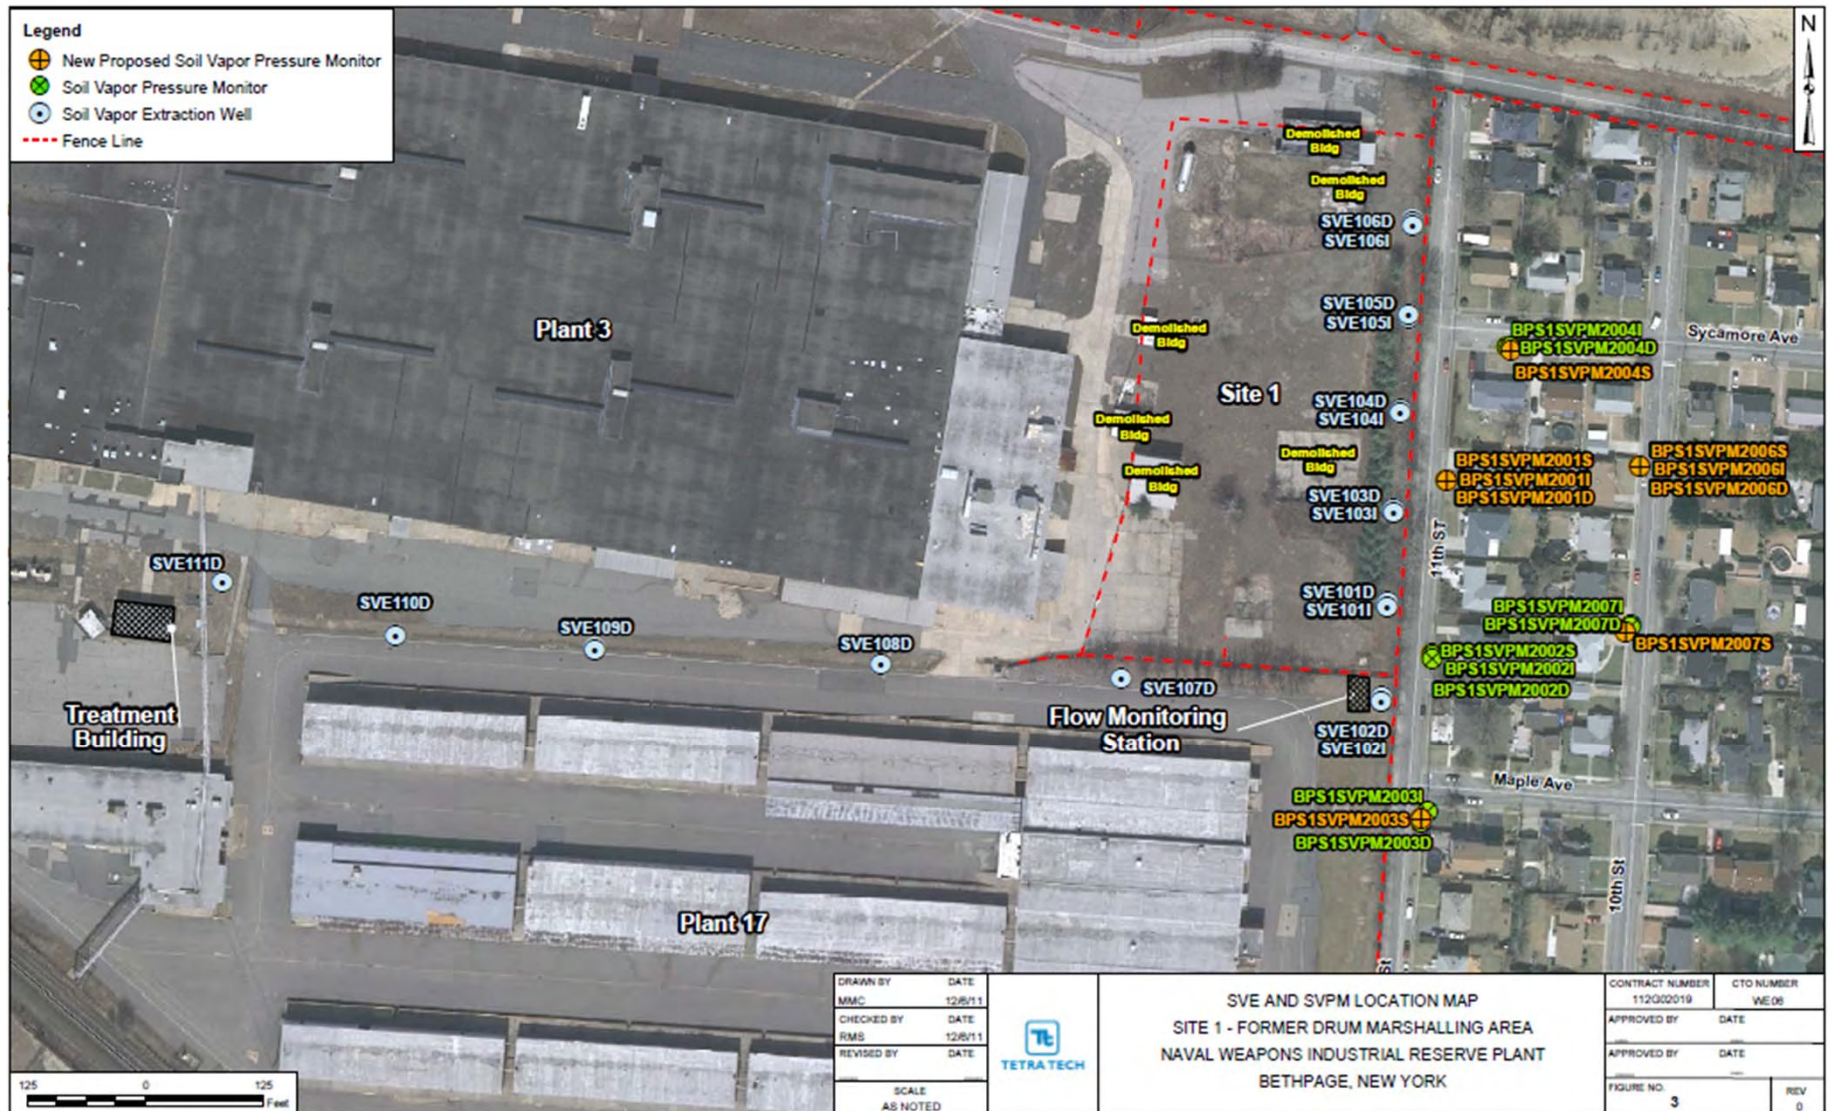 Legend
New Proposed Soil Vapor Pressure Monitor
Soil Vapor Pressure Monitor
Soil Vapor Extraction Well
Fence Line
N
Demolished
Bldg
Demolished
Bldg
SVE106D
SVE106I
SVE105D
SVE105I
Plant 3
Demolished
Bldg
BPS1SVPM2004I
BPS1SVPM2004D
BPS1SVPM2004S
Sycamore Ave
Site 1
SVE104D
SVE104I
Demolished
Bldg
Demolished
Bldg
Demolished
Bldg
BPS1SVPM2001S
BPS1SVPM2001I
BPS1SVPM2001D
BPS1SVPM2006S
BPS1SVPM2006I
BPS1SVPM2006D
SVE103D
SVE103I
11th ST
SVE111D
SVE110D
SVE109D
SVE108D
SVE101D
SVE101I
BPS1SVPM2007I
BPS1SVPM2007D
BPS1SVPM2007S
BPS1SVPM2002S
BPS1SVPM2002I
BPS1SVPM2002D
SVE107D
Treatment
Building
Flow Monitoring
Station
SVE102D
SVE102I
Maple Ave
BPS1SVPM2003I
BPS1SVPM2003S
BPS1SVPM2003D
10th St
Plant 17
St
125 0 125
Feet
DRAWN BY DATE
MMC 12/6/11
CHECKED BY DATE
RMS 12/6/11
REVISED BY DATE
SCALE
AS NOTED
Tt
TETRA TECH
SVE AND SVPM LOCATION MAP
SITE 1 - FORMER DRUM MARSHALLING AREA
NAVAL WEAPONS INDUSTRIAL RESERVE PLANT
BETHPAGE, NEW YORK
CONTRACT NUMBER CTO NUMBER
112G02019 WE06
APPROVED BY DATE
APPROVED BY DATE
FIGURE NO. REV
3 0